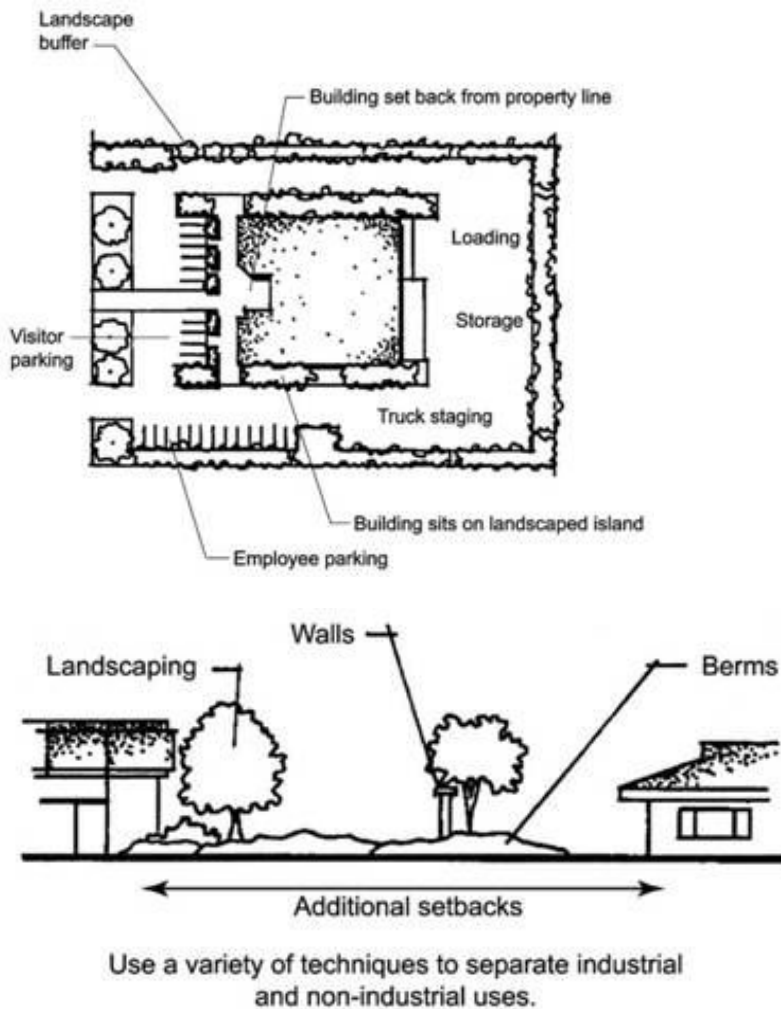 Landscape
buffer
Building set back from property line
Loading
Storage
Visitor
parking
Truck staging
Building sits on landscaped island
Employee parking
Walls
Landscaping
Berms
Additional setbacks
Use a variety of techniques to separate industrial
and non-industrial uses.